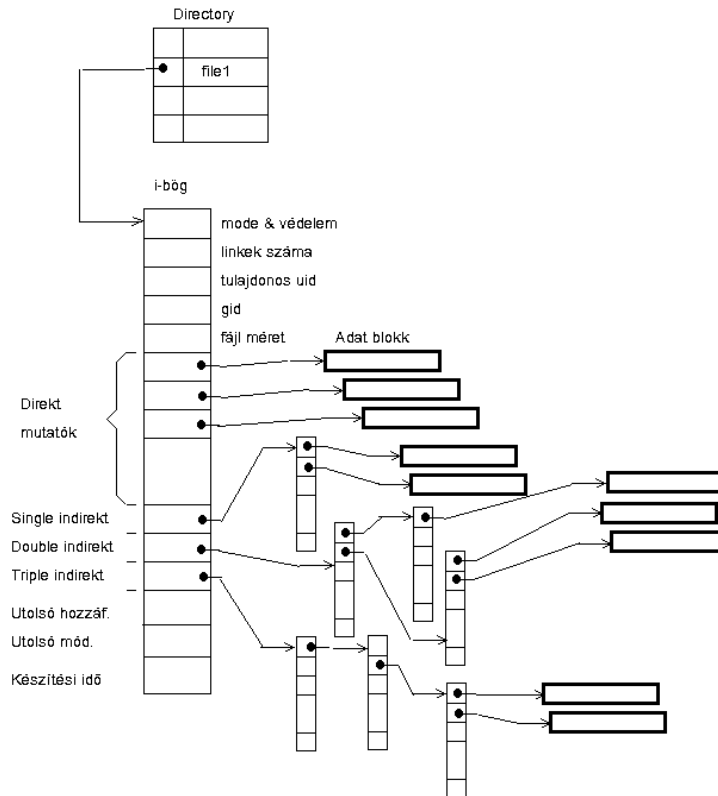 Directory
file1
i-bög
mode & védelem
linkek száma
tulajdonos uid
gid
fájl méret
Adat blokk
Direkt
mutatók
Single indirekt
Double indirekt
Triple indirekt
Utolsó hozzáf.
Utolsó mód.
Készítési idő